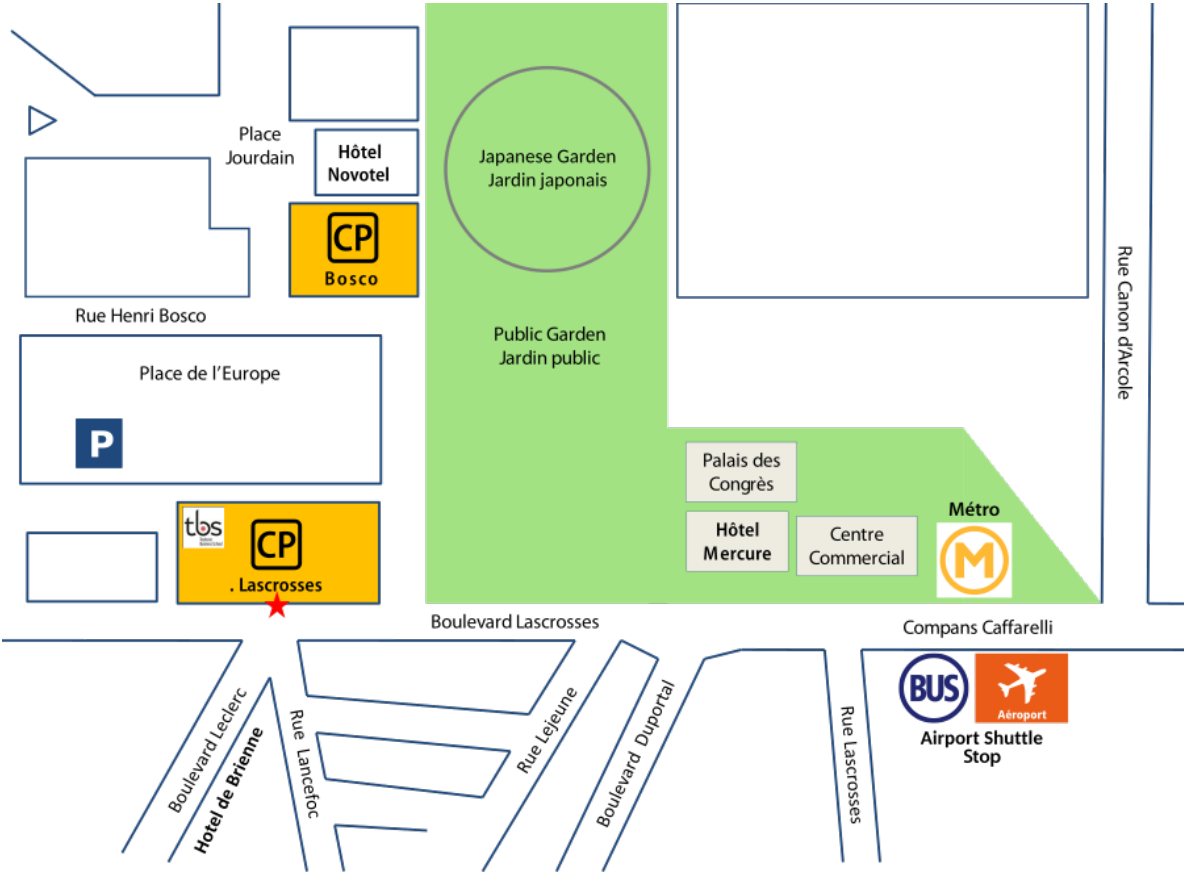 Place
Jourdain
Hôtel
Novotel
Japanese Garden
Jardin japonais
CP
Bosco
Rue Henri Bosco
Rue Canon d'Arcole
Public Garden
Jardin public
Place de l'Europe
P
Palais des
Congrès
tbs
CP
. Lascrosses
Hôtel
Mercure
Centre
Commercial
Métro
M
Boulevard Lascrosses
Compans Caffarelli
BUS
Aéroport
Airport Shuttle
Stop
Boulevard Leclerc
Hotel de Brienne
Rue Lancefoc
Rue Lejeune
Boulevard Duportal
Rue Lascrosses